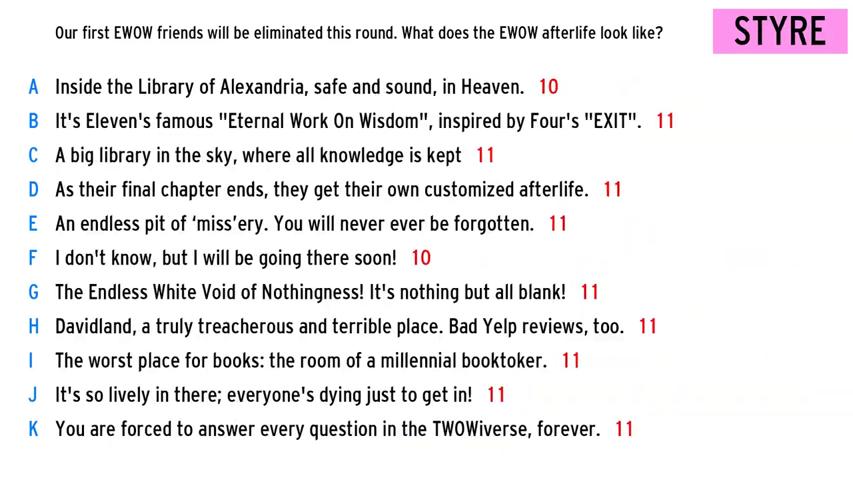 Our first EWOW friends will be eliminated this round. What does the EWOW afterlife look like?
STYRE
A Inside the Library of Alexandria, safe and sound, in Heaven. 10
B It's Eleven's famous "Eternal Work On Wisdom", inspired by Four's "EXIT". 11
C A big library in the sky, where all knowledge is kept 11
D As their final chapter ends, they get their own customized afterlife. 11
E An endless pit of ‘miss’ery. You will never ever be forgotten. 11
F I don't know, but I will be going there soon! 10
G The Endless White Void of Nothingness! It's nothing but all blank! 11
H Davidland, a truly treacherous and terrible place. Bad Yelp reviews, too. 11
I The worst place for books: the room of a millennial booktoker. 11
J It's so lively in there; everyone's dying just to get in! 11
K You are forced to answer every question in the TWOWiverse, forever. 11